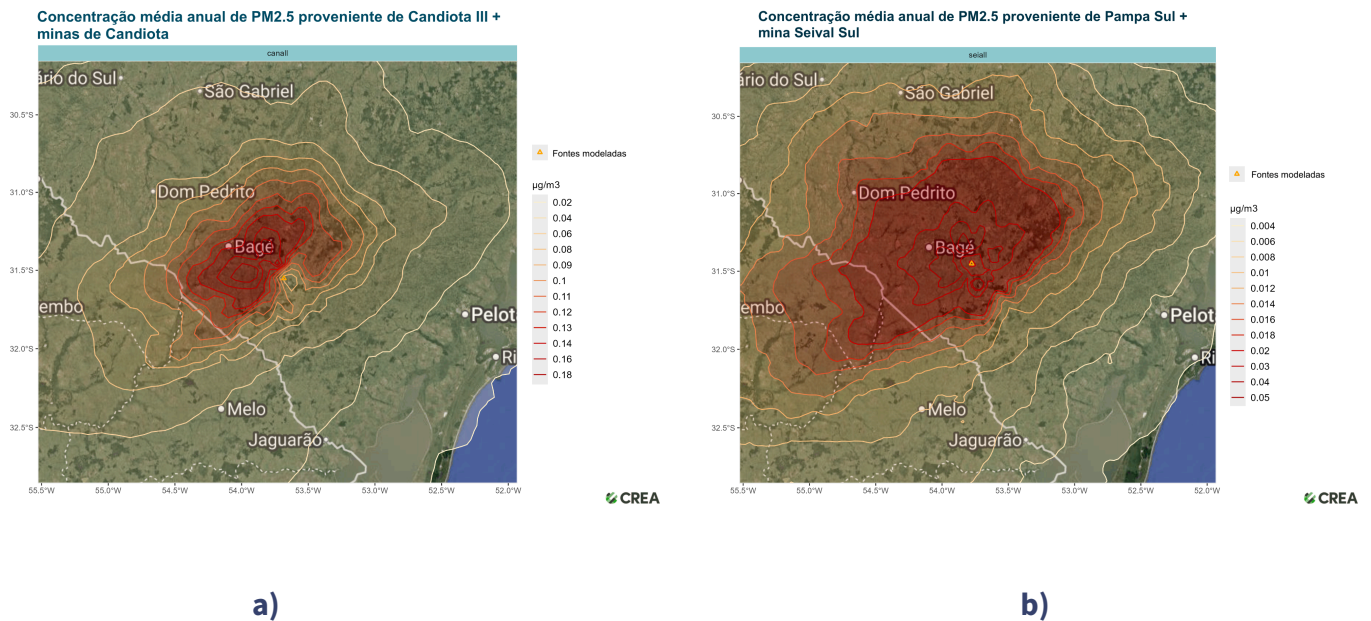 Concentração média anual de PM2.5 proveniente de Candiota III +
minas de Candiota
canall
ário do Sul
São Gabriel
Dom Pedrito
Bagé
embo
Pelot
Ri
Melo
Jaguarão
30.5°S
31.0°S
31.5°S
32.0°S
32.5°S
55.5°W 55.0°W 54.5°W 54.0°W 53.5°W 53.0°W 52.5°W 52.0°W
Fontes modeladas
µg/m3
0.02
0.04
0.06
0.08
0.09
0.1
0.11
0.12
0.13
0.14
0.16
0.18
CREA
a)
Concentração média anual de PM2.5 proveniente de Pampa Sul +
mina Seival Sul
seiall
ário do Sul
São Gabriel
Dom Pedrito
Bagé
embo
Pelot
Ri
Melo
Jaguarão
30.5°S
31.0°S
31.5°S
32.0°S
32.5°S
55.5°W 55.0°W 54.5°W 54.0°W 53.5°W 53.0°W 52.5°W 52.0°W
Fontes modeladas
µg/m3
0.004
0.006
0.008
0.01
0.012
0.014
0.016
0.018
0.02
0.03
0.04
0.05
CREA
b)